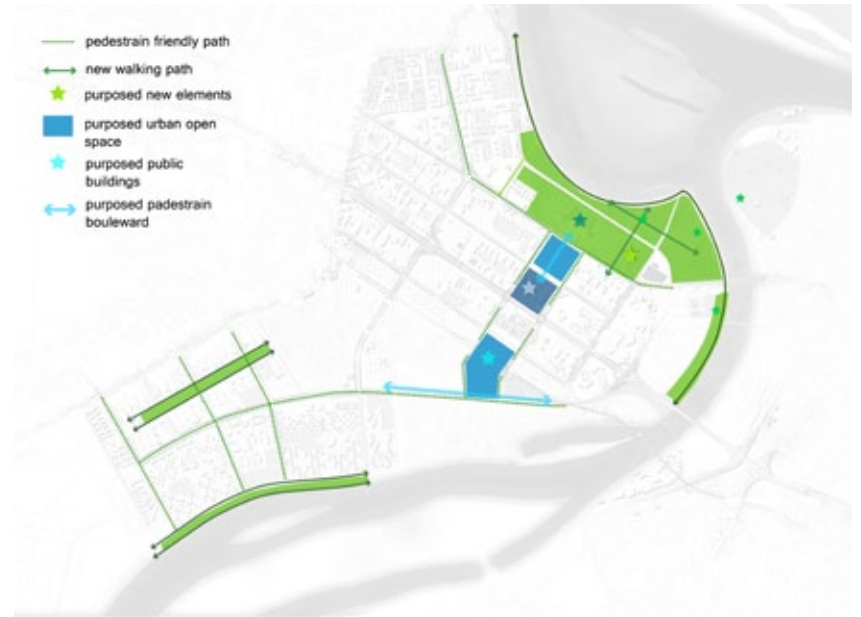 pedestrain friendly path
new walking path
purposed new elements
purposed urban open
space
purposed public
buildings
purposed padestrain
bouleward